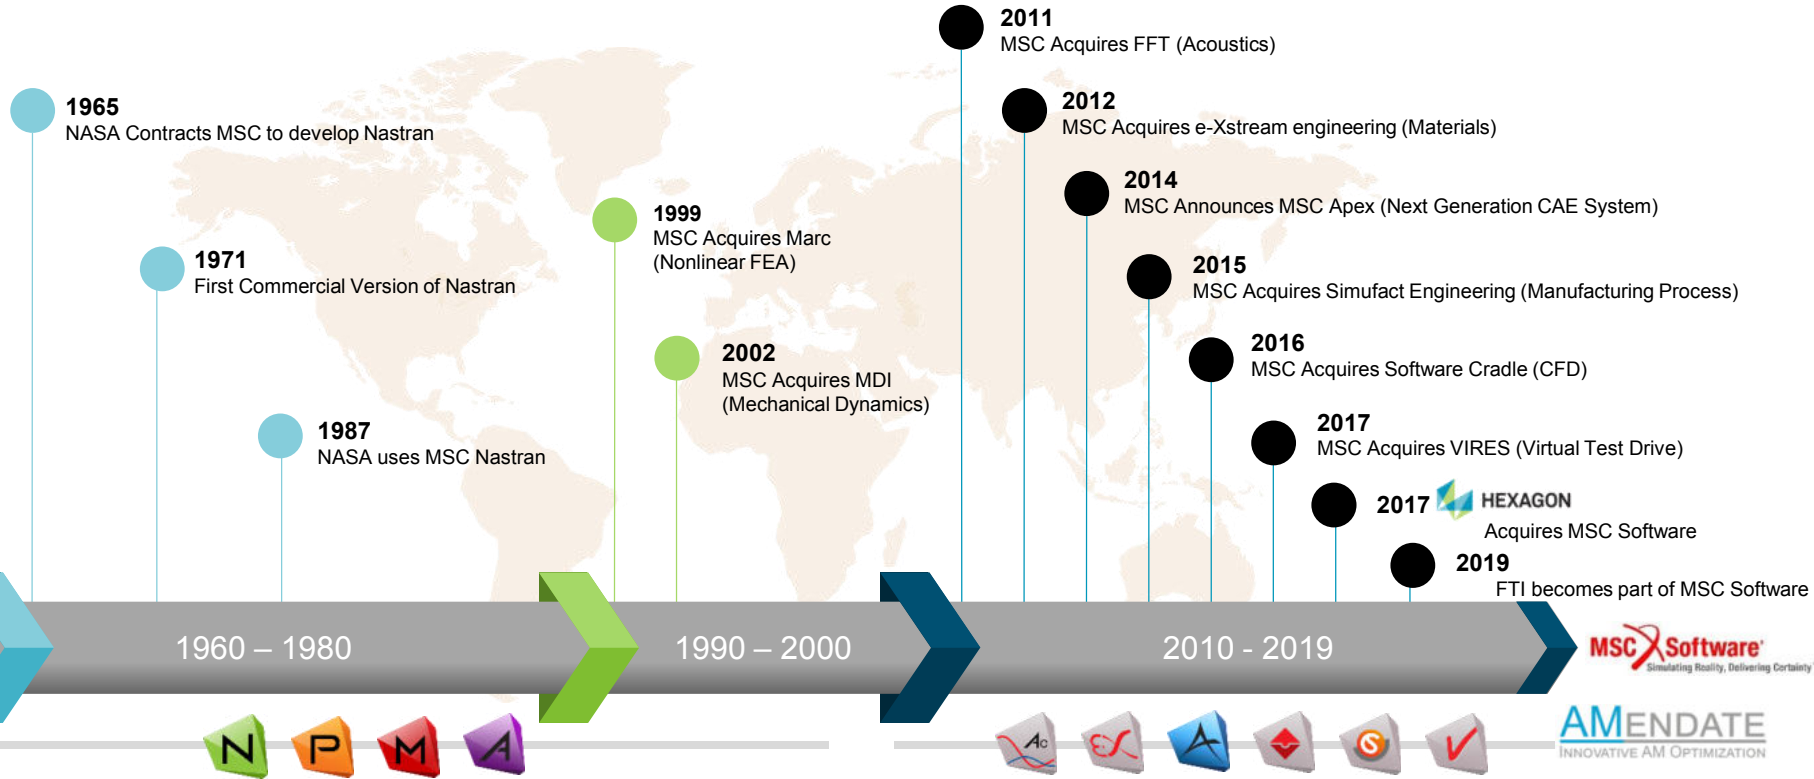 1965
NASA Contracts MSC to develop Nastran
1971
First Commercial Version of Nastran
1987
NASA uses MSC Nastran
1999
MSC Acquires Marc
(Nonlinear FEA)
2002
MSC Acquires MDI
(Mechanical Dynamics)
2011
MSC Acquires FFT (Acoustics)
2012
MSC Acquires e-Xstream engineering (Materials)
2014
MSC Announces MSC Apex (Next Generation CAE System)
2015
MSC Acquires Simufact Engineering (Manufacturing Process)
2016
MSC Acquires Software Cradle (CFD)
2017
MSC Acquires VIRES (Virtual Test Drive)
2017 HEXAGON
Acquires MSC Software
2019
FTI becomes part of MSC Software
1960 – 1980
1990 – 2000
2010 - 2019
MSC Software
Simulating Reality, Delivering Certainty
N P M A
Ac εX A S V
AMENDATE
INNOVATIVE AM OPTIMIZATION